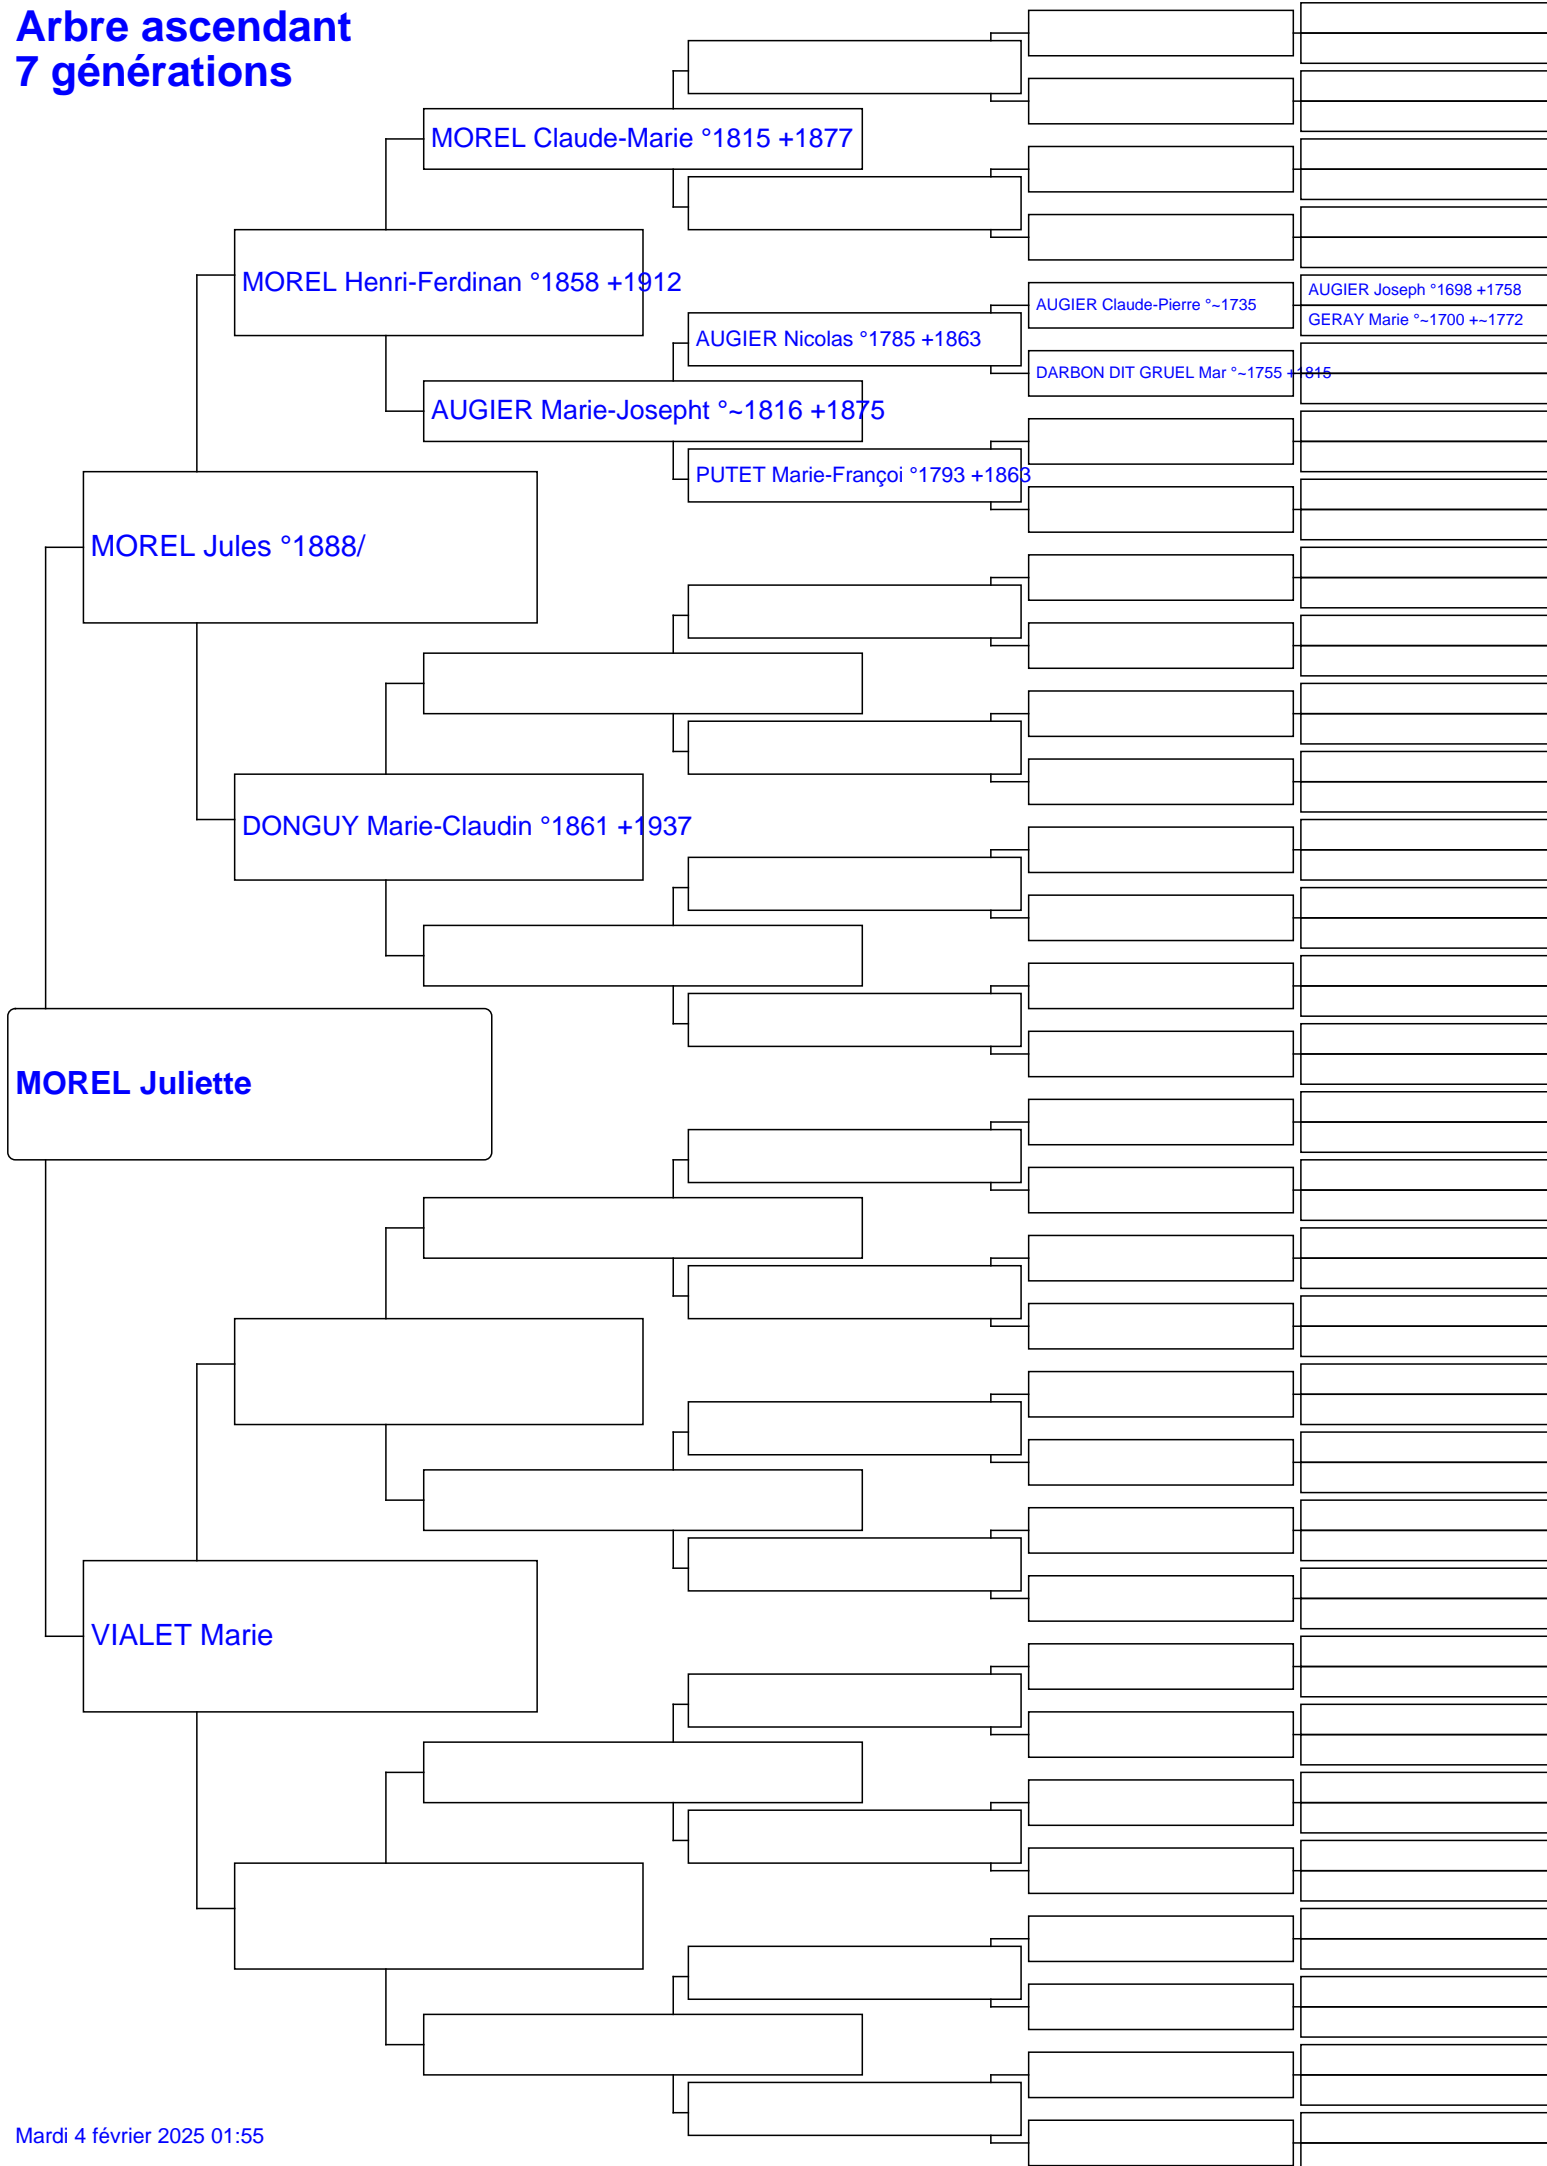 Arbre ascendant
7 générations
MOREL Claude-Marie °1815 +1877
MOREL Henri-Ferdinan °1858 +1912
AUGIER Joseph °1698 +1758
AUGIER Claude-Pierre °~1735
GERAY Marie °~1700 +~1772
AUGIER Nicolas °1785 +1863
DARBON DIT GRUEL Mar °~1755 +1815
AUGIER Marie-Josepht °~1816 +1875
PUTET Marie-Françoi °1793 +1863
MOREL Jules °1888/
DONGUY Marie-Claudin °1861 +1937
MOREL Juliette
VIALET Marie
Mardi 4 février 2025 01:55